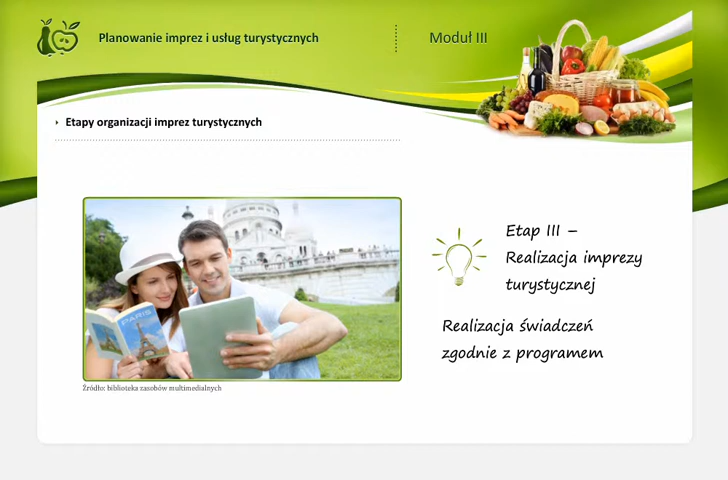 Planowanie imprez i usług turystycznych
Moduł III
Etapy organizacji imprez turystycznych
PARIS
Etap III –
Realizacja imprezy
turystycznej
Realizacja świadczeń
zgodnie z programem
Źródło: biblioteka zasobów multimedialnych